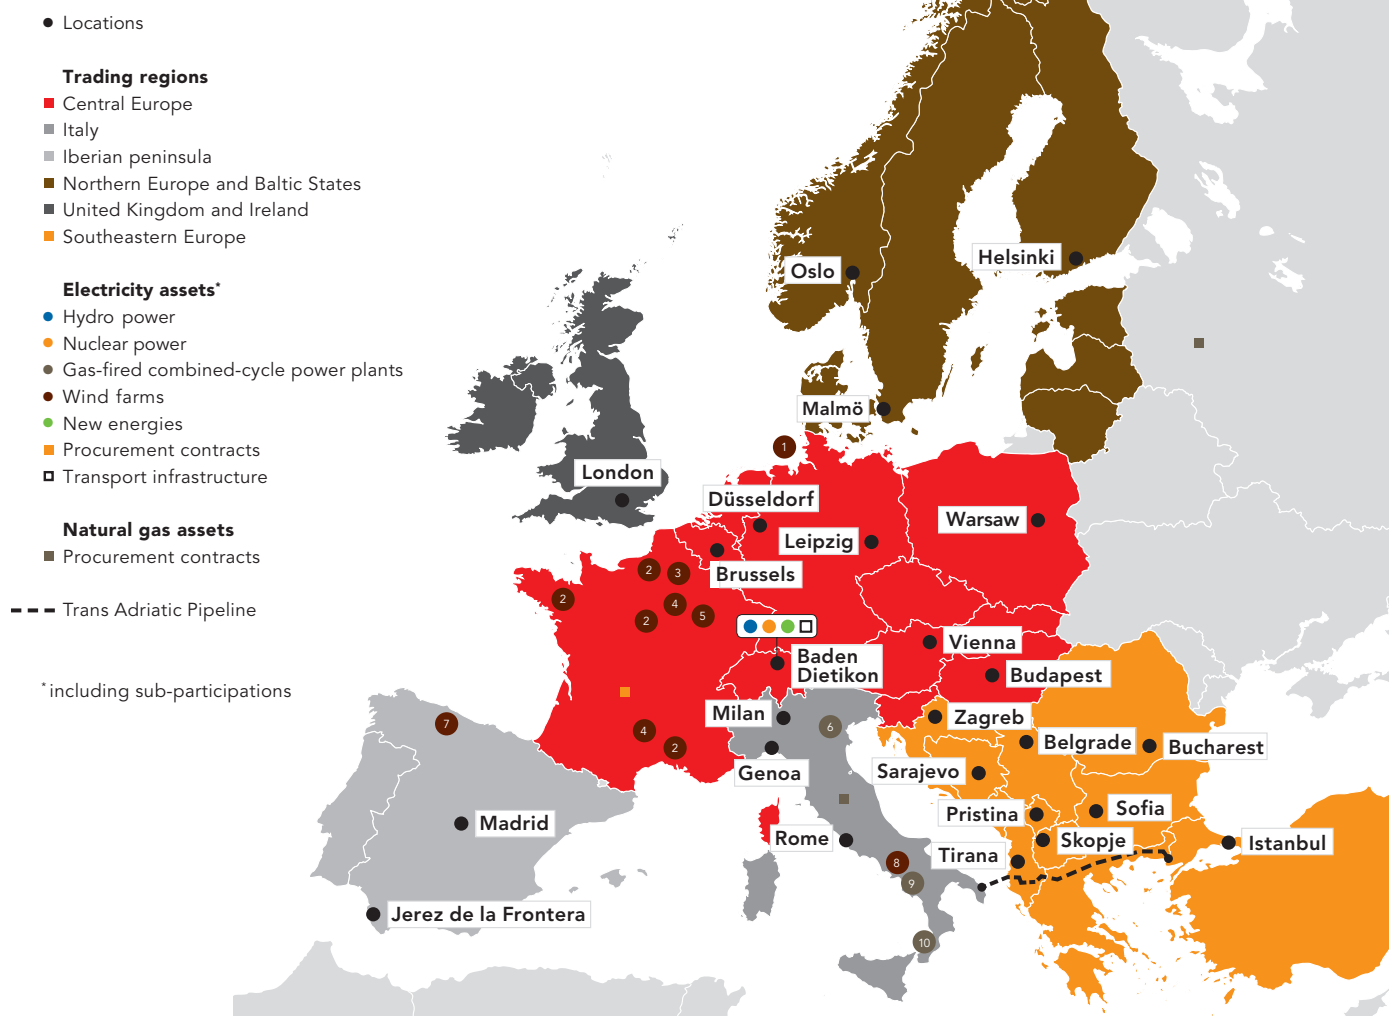 Locations
Trading regions
Central Europe
Italy
Iberian peninsula
Northern Europe and Baltic States
United Kingdom and Ireland
Southeastern Europe
Electricity assets*
Hydro power
Nuclear power
Gas-fired combined-cycle power plants
Wind farms
New energies
Procurement contracts
Transport infrastructure
Natural gas assets
Procurement contracts
Trans Adriatic Pipeline
*including sub-participations
Oslo
Helsinki
Malmö
1
London
Düsseldorf
Warsaw
Leipzig
Brussels
2
3
2
4
5
2
Vienna
Baden
Dietikon
Budapest
7
Milan
6
4
2
Zagreb
Belgrade
Bucharest
Genoa
Sarajevo
Madrid
Rome
Pristina
Sofia
Skopje
Istanbul
Tirana
8
9
Jerez de la Frontera
10